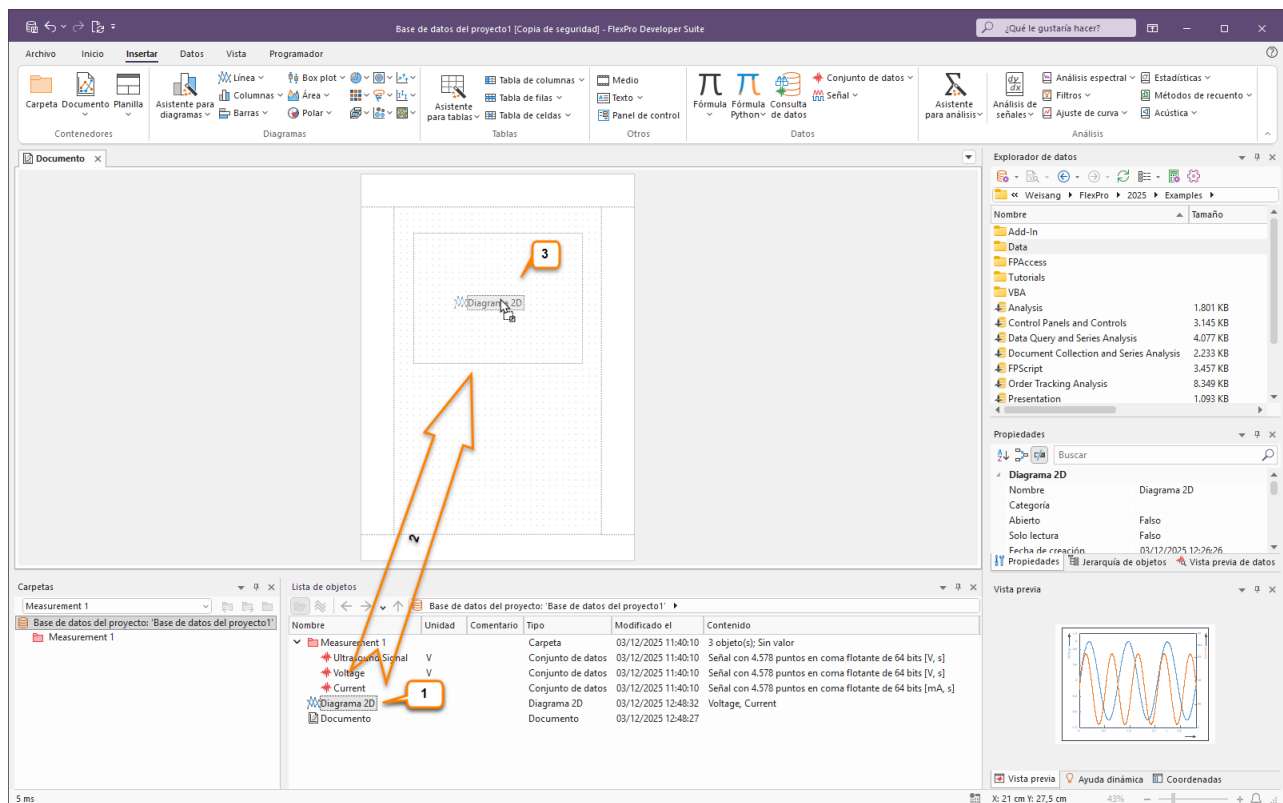 Base de datos del proyecto1 [Copia de seguridad] - FlexPro Developer Suite
¿Qué le gustaría hacer?
Archivo Inicio Insertar Datos Vista Programador
Carpeta Documento Planilla
Contenedores
Asistente para diagramas
Línea Box plot
Columnas Área
Barras Polar
Diagramas
Asistente para tablas
Tabla de columnas
Tabla de filas
Tabla de celdas
Tablas
Medio
Texto
Panel de control
Otros
Fórmula Fórmula Python Consulta de datos
Conjunto de datos
Señal
Datos
Asistente para análisis
Análisis de señales
Análisis espectral Estadísticas
Filtros Métodos de recuento
Ajuste de curva Acústica
Análisis
Documento
Diagrama 2D
3
2
1
Explorador de datos
« Weisang FlexPro 2025 Examples
Nombre Tamaño
Add-In
Data
FPAccess
Tutorials
VBA
Analysis 1.801 KB
Control Panels and Controls 3.145 KB
Data Query and Series Analysis 4.077 KB
Document Collection and Series Analysis 2.233 KB
FPScript 3.457 KB
Order Tracking Analysis 8.349 KB
Presentation 1.093 KB
Propiedades
Buscar
Diagrama 2D
Nombre Diagrama 2D
Categoría
Abierto Falso
Solo lectura Falso
Fecha de creación 03/12/2025 12:26:26
Propiedades Jerarquía de objetos Vista previa de datos
Carpetas
Measurement 1
Base de datos del proyecto: 'Base de datos del proyecto1'
Measurement 1
Lista de objetos
Base de datos del proyecto: 'Base de datos del proyecto1'
Nombre Unidad Comentario Tipo Modificado el Contenido
Measurement 1 Carpeta 03/12/2025 11:40:10 3 objeto(s); Sin valor
Ultrasound Signal V Conjunto de datos 03/12/2025 11:40:10 Señal con 4.578 puntos en coma flotante de 64 bits [V, s]
Voltage V Conjunto de datos 03/12/2025 11:40:10 Señal con 4.578 puntos en coma flotante de 64 bits [V, s]
Current Conjunto de datos 03/12/2025 11:40:10 Señal con 4.578 puntos en coma flotante de 64 bits [mA, s]
Diagrama 2D Diagrama 2D 03/12/2025 12:48:32 Voltage, Current
Documento Documento 03/12/2025 12:48:27
Vista previa
Vista previa Ayuda dinámica Coordenadas
5 ms
X: 21 cm Y: 27,5 cm 43%